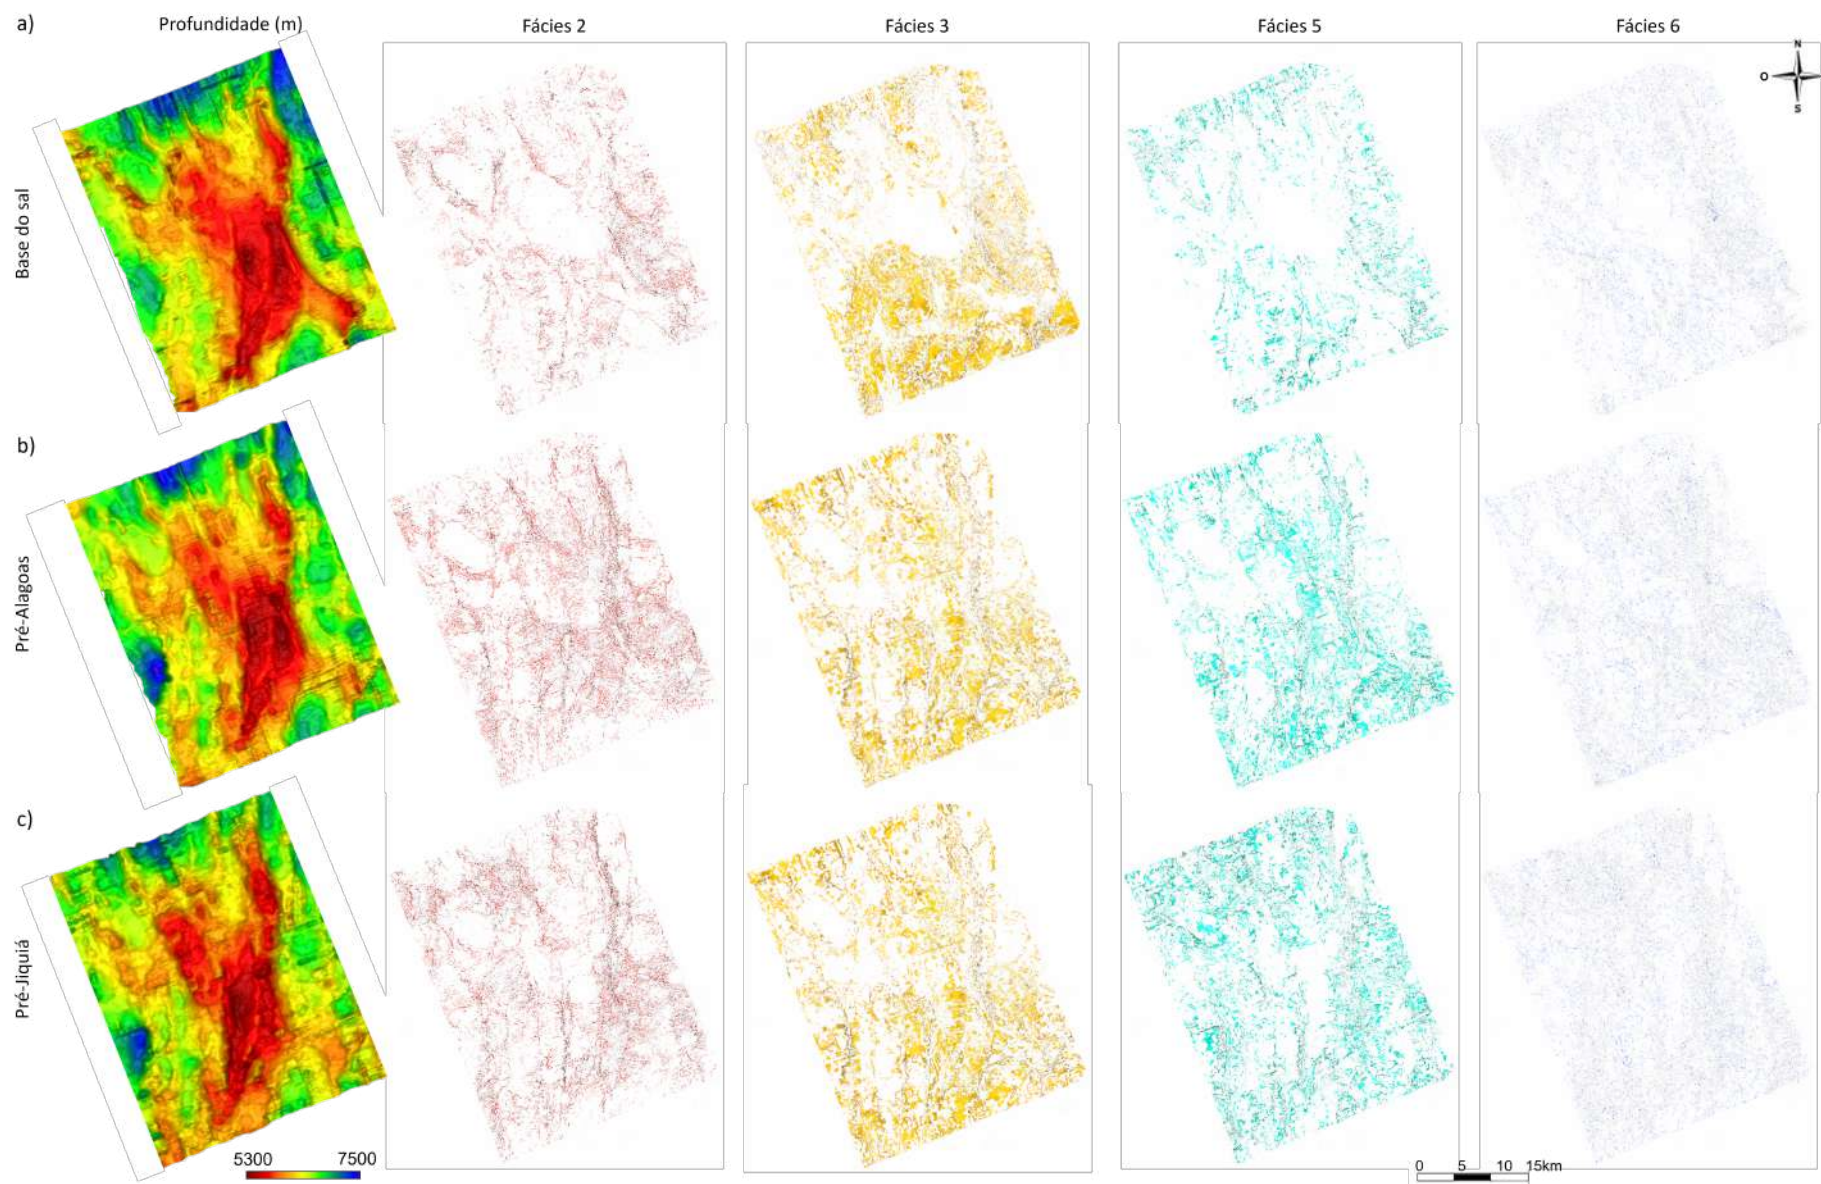 a)
Profundidade (m)
Fácies 2
Fácies 3
Fácies 5
Fácies 6
N
O
S
Base do sal
b)
Pré-Alagoas
c)
Pré-Jiquiá
5300 7500
0 5 10 15km